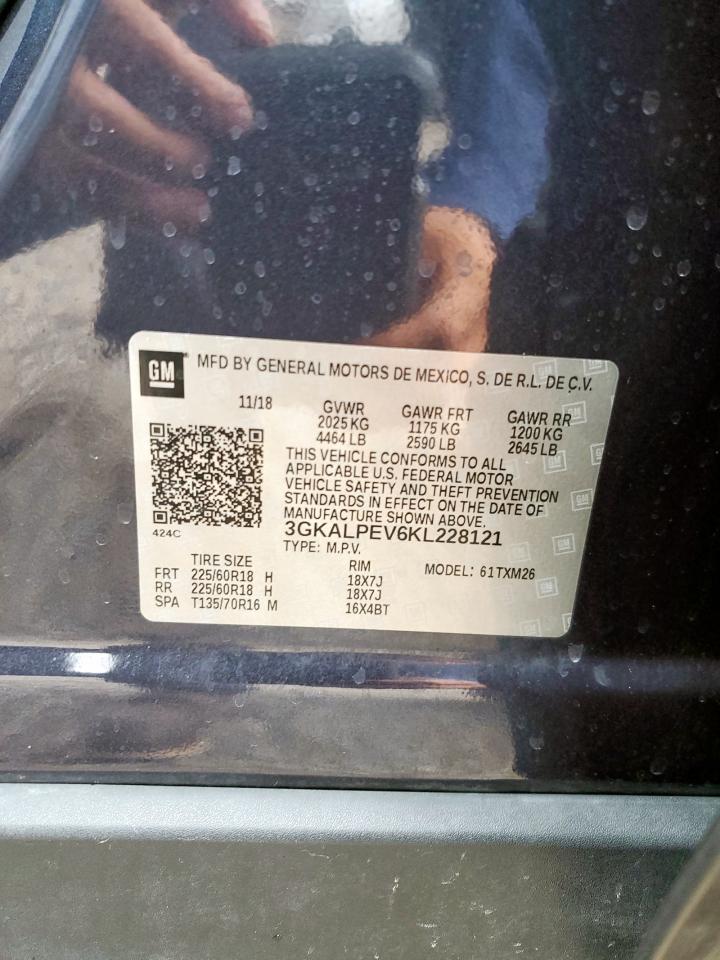 GM
MFD BY GENERAL MOTORS DE MEXICO, S. DE R.L. DE C.V.
11/18 GVWR GAWR FRT GAWR RR
2025 KG 1175 KG 1200 KG
4464 LB 2590 LB 2645 LB
THIS VEHICLE CONFORMS TO ALL
APPLICABLE U.S. FEDERAL MOTOR
VEHICLE SAFETY AND THEFT PREVENTION
STANDARDS IN EFFECT ON THE DATE OF
MANUFACTURE SHOWN ABOVE.
424C
3GKALPEV6KL228121
TYPE: M.P.V.
TIRE SIZE RIM MODEL: 61TXM26
FRT 225/60R18 H 18X7J
RR 225/60R18 H 18X7J
SPA T135/70R16 M 16X4BT